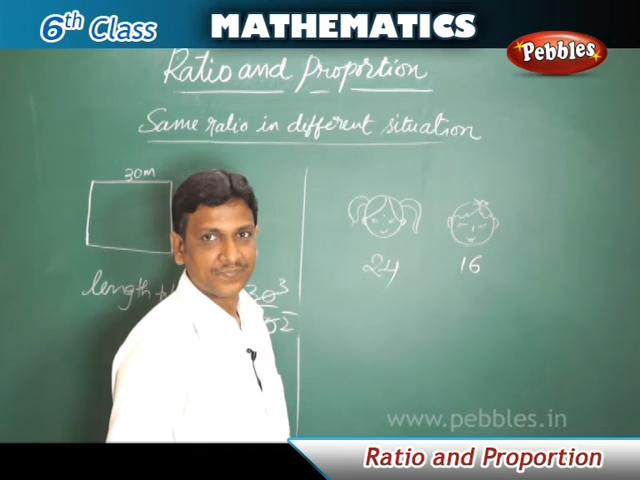 6th Class MATHEMATICS
Pebbles
Ratio and Proportion
Same ratio in different situation
30m
24 16
length
www.pebbles.in
Ratio and Proportion